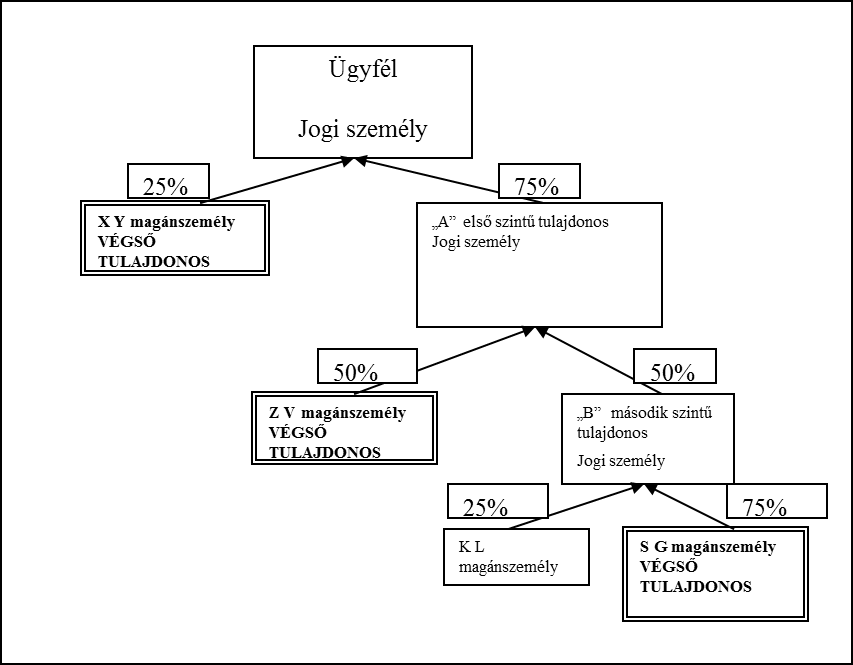 Ügyfél
Jogi személy
25%
75%
X Y magánszemély
VÉGSŐ
TULAJDONOS
„A” első szintű tulajdonos
Jogi személy
50%
50%
Z V magánszemély
VÉGSŐ
TULAJDONOS
„B” második szintű
tulajdonos
Jogi személy
25%
75%
K L
magánszemély
S G magánszemély
VÉGSŐ
TULAJDONOS